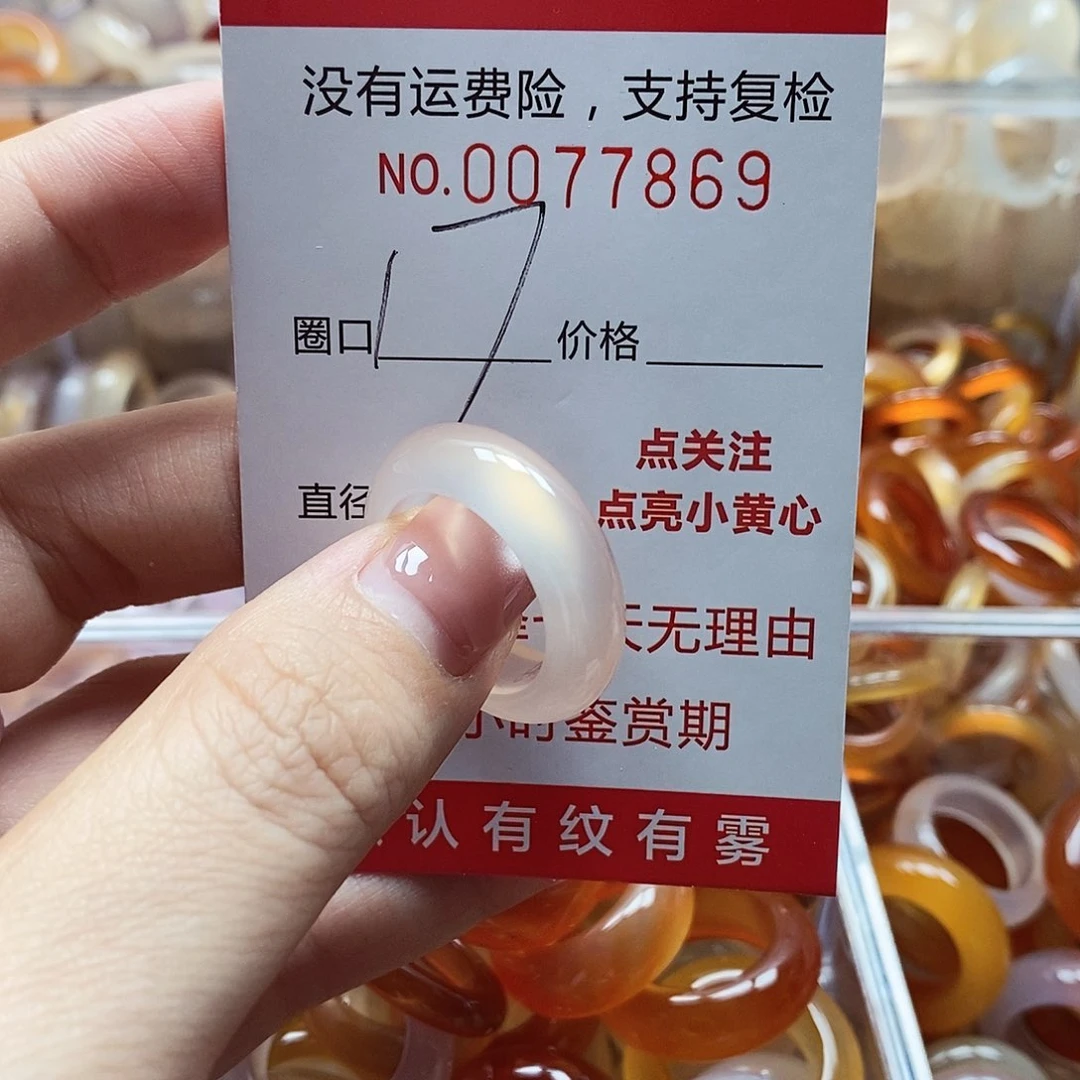 没有运费险，支持复检
NO.0077869
圈口 17 价格
点关注
直径
点亮小黄心
天无理由
小时鉴赏期
认有纹有雾